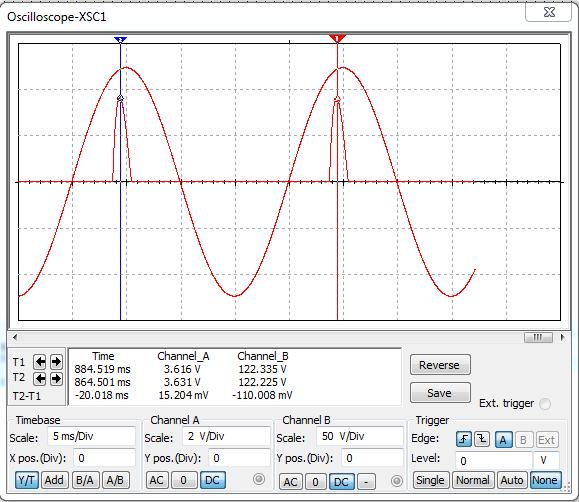 Oscilloscope-XSC1
2 1
T1
T2
T2-T1
Time Channel_A Channel_B
884.519 ms 3.616 V 122.335 V
864.501 ms 3.631 V 122.225 V
-20.018 ms 15.204 mV -110.008 mV
Reverse
Save
Ext. trigger
Timebase
Scale: 5 ms/Div
X pos.(Div): 0
Y/T Add B/A A/B
Channel A
Scale: 2 V/Div
Y pos.(Div): 0
AC 0 DC
Channel B
Scale: 50 V/Div
Y pos.(Div): 0
AC 0 DC -
Trigger
Edge: A B Ext
Level: 0 V
Single Normal Auto None